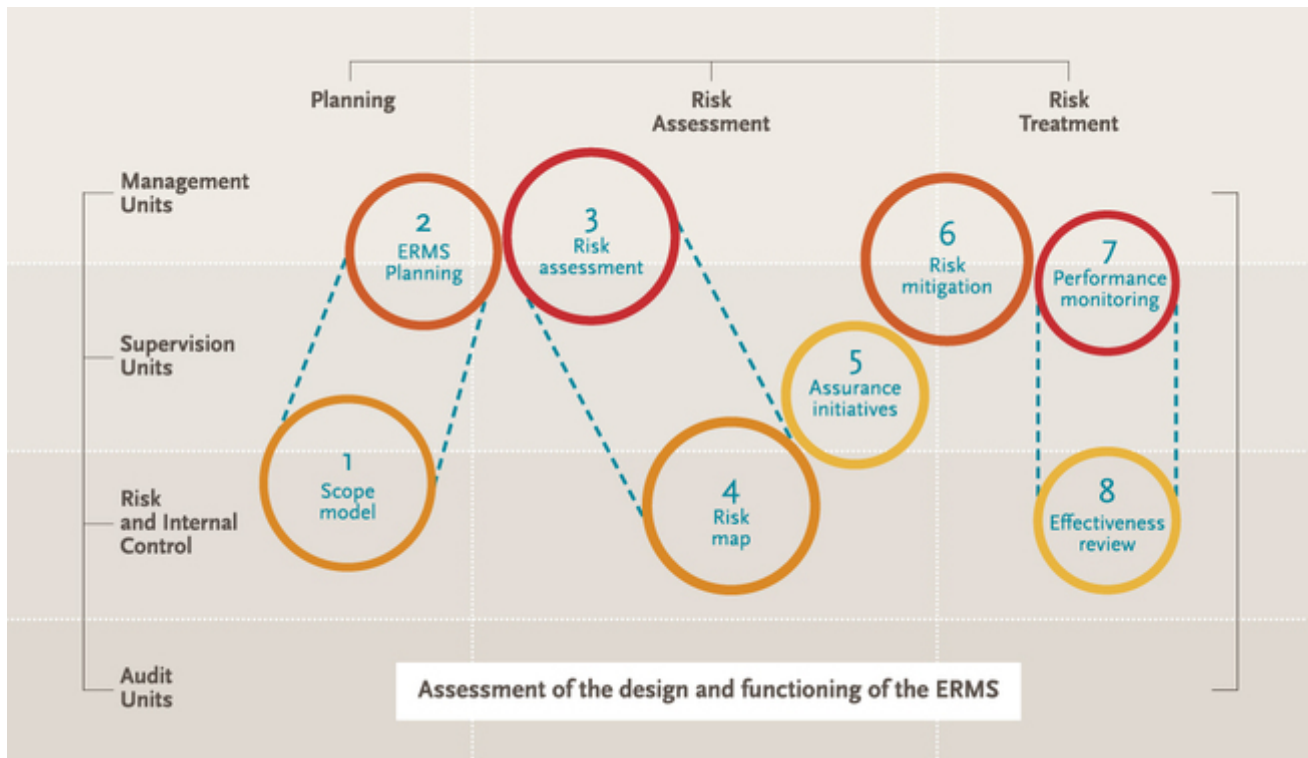 Planning
Risk
Assessment
Risk
Treatment
Management
Units
2
ERMS
Planning
3
Risk
assessment
6
Risk
mitigation
7
Performance
monitoring
Supervision
Units
5
Assurance
initiatives
1
Scope
model
4
Risk
map
8
Effectiveness
review
Risk
and Internal
Control
Audit
Units
Assessment of the design and functioning of the ERMS